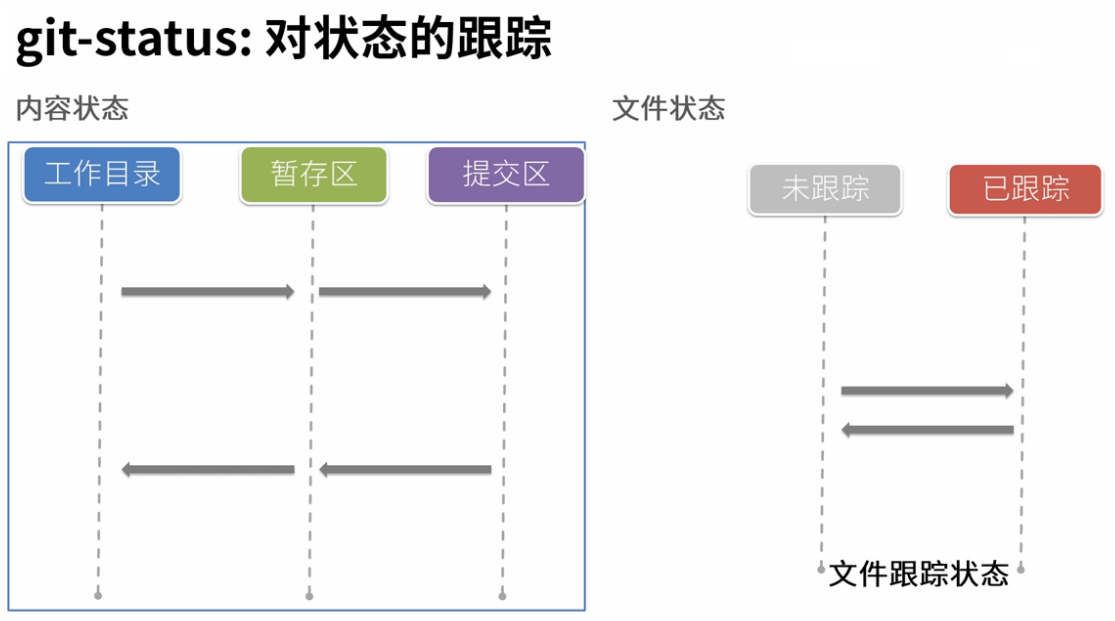 git-status: 对状态的跟踪
内容状态
文件状态
工作目录
暂存区
提交区
未跟踪
已跟踪
文件跟踪状态